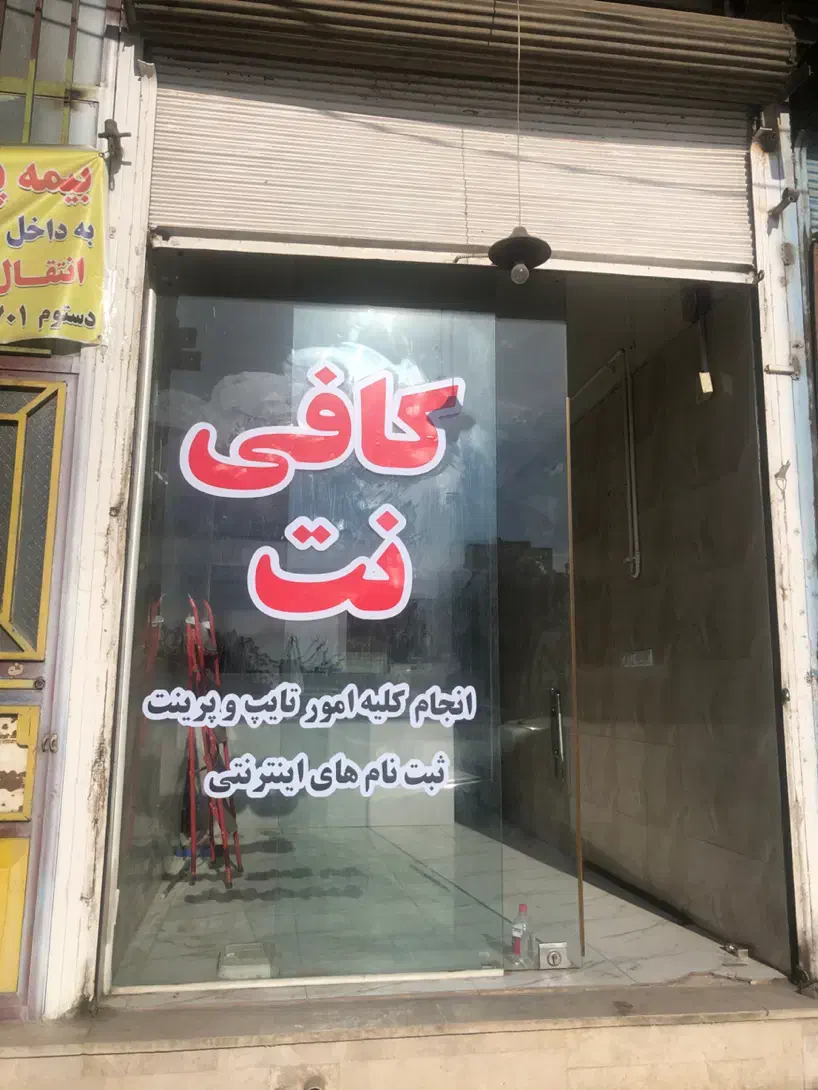 کافی
نت
انجام کلیه امور تایپ و پرینت
ثبت نام های اینترنتی
بیمه
به داخل
انتقال
دستوم